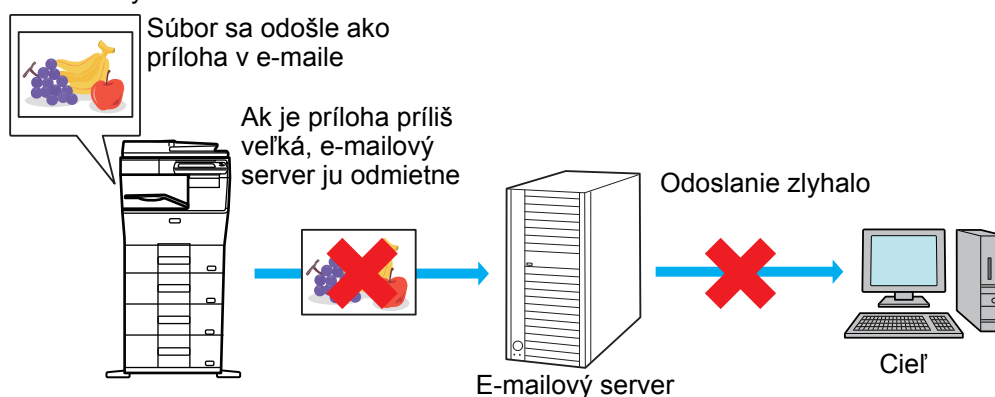 Súbor sa odošle ako
príloha v e-maile
Ak je príloha príliš
veľká, e-mailový
server ju odmietne
Odoslanie zlyhalo
Cieľ
E-mailový server